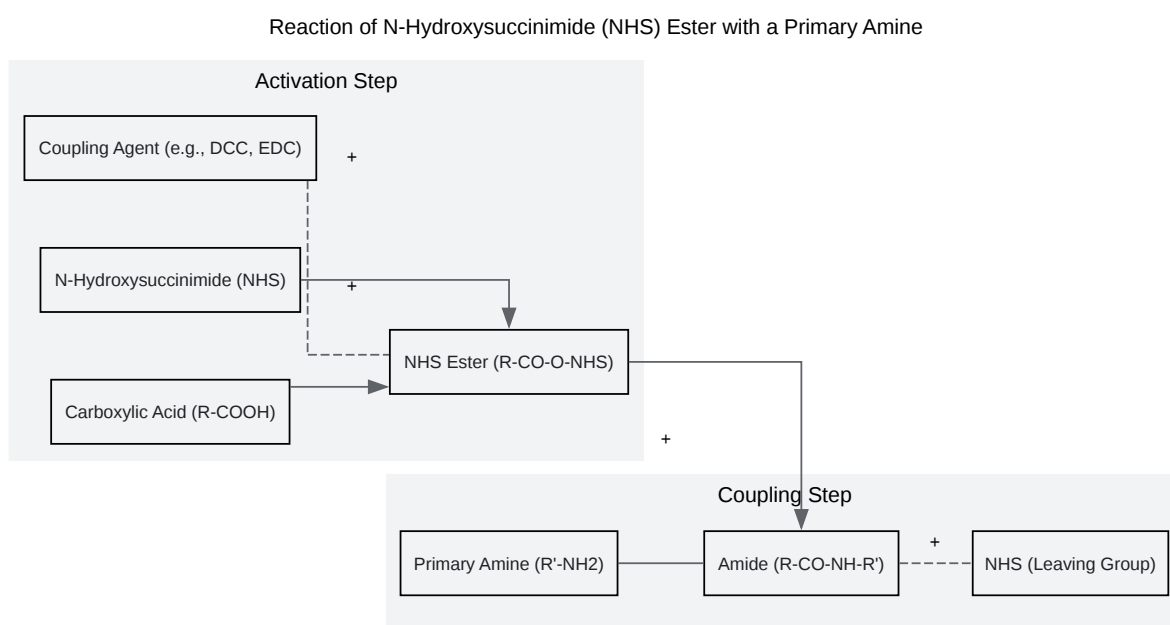 Reaction of N-Hydroxysuccinimide (NHS) Ester with a Primary Amine
Activation Step
Coupling Agent (e.g., DCC, EDC)
+
N-Hydroxysuccinimide (NHS)
+
NHS Ester (R-CO-O-NHS)
Carboxylic Acid (R-COOH)
+
Coupling Step
Primary Amine (R'-NH2)
Amide (R-CO-NH-R')
+
NHS (Leaving Group)